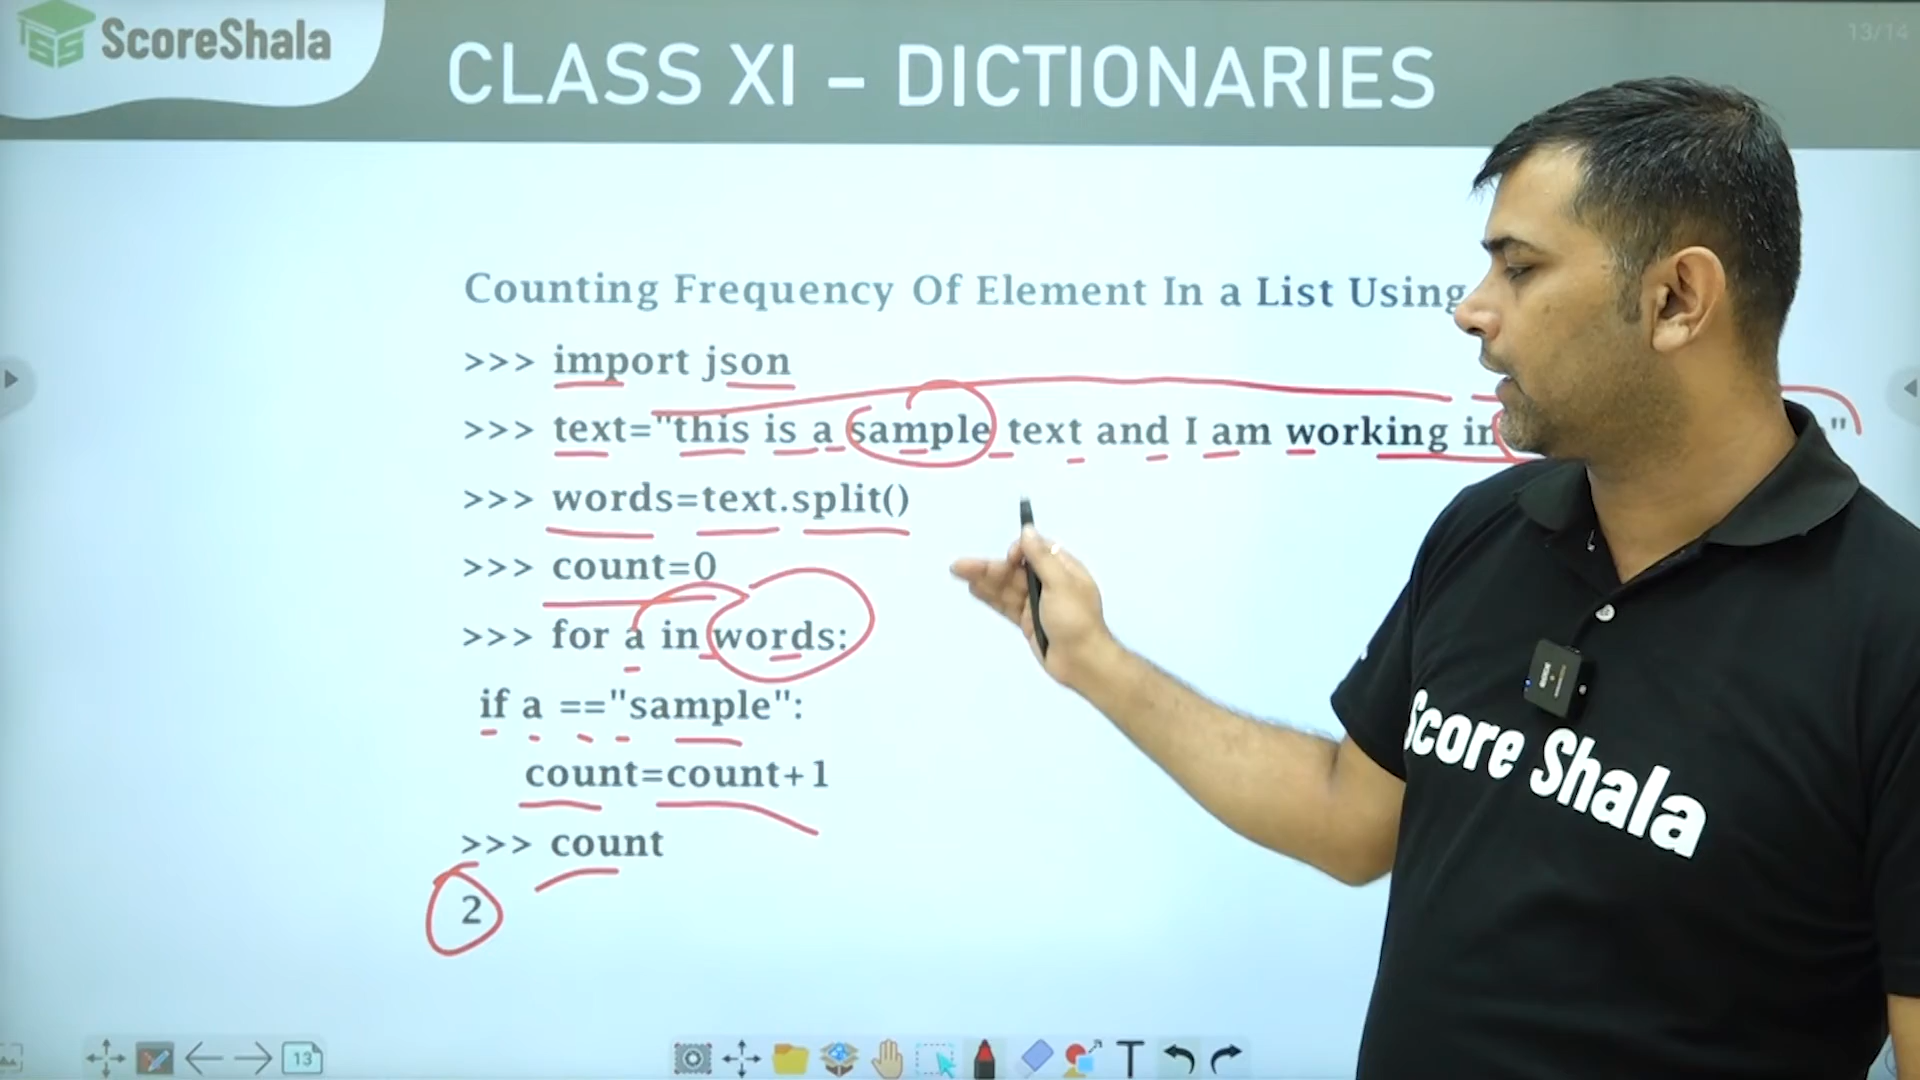 ScoreShala
13/14
CLASS XI – DICTIONARIES
Counting Frequency Of Element In a List Using
>>> import json
>>> text="this is a sample text and I am working in "
>>> words=text.split()
>>> count=0
>>> for a in words:
if a =="sample":
count=count+1
>>> count
2
Score Shala
13
T